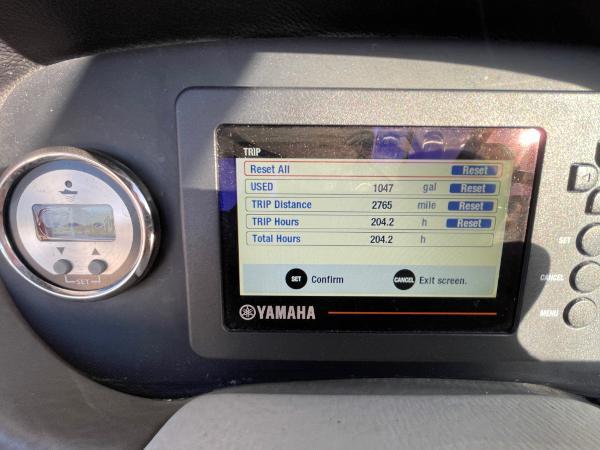 TRIP
Reset All Reset
USED 1047 gal Reset
TRIP Distance 2765 mile Reset
TRIP Hours 204.2 h Reset
Total Hours 204.2 h
SET Confirm CANCEL Exit screen.
YAMAHA
SET
CANCEL
MENU
SET